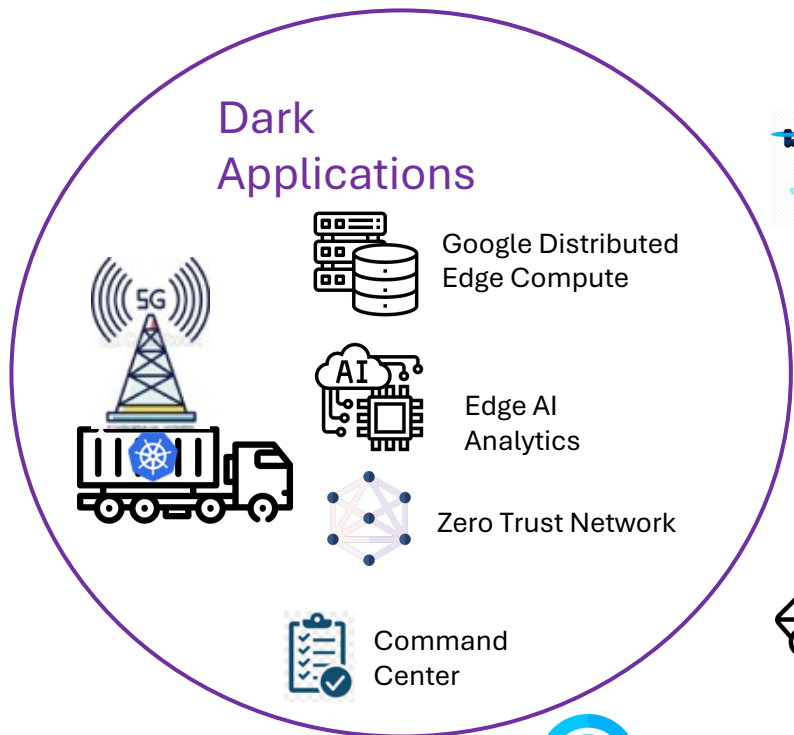 Dark
Applications
Google Distributed
Edge Compute
5G
AI
Edge AI
Analytics
Zero Trust Network
Command
Center